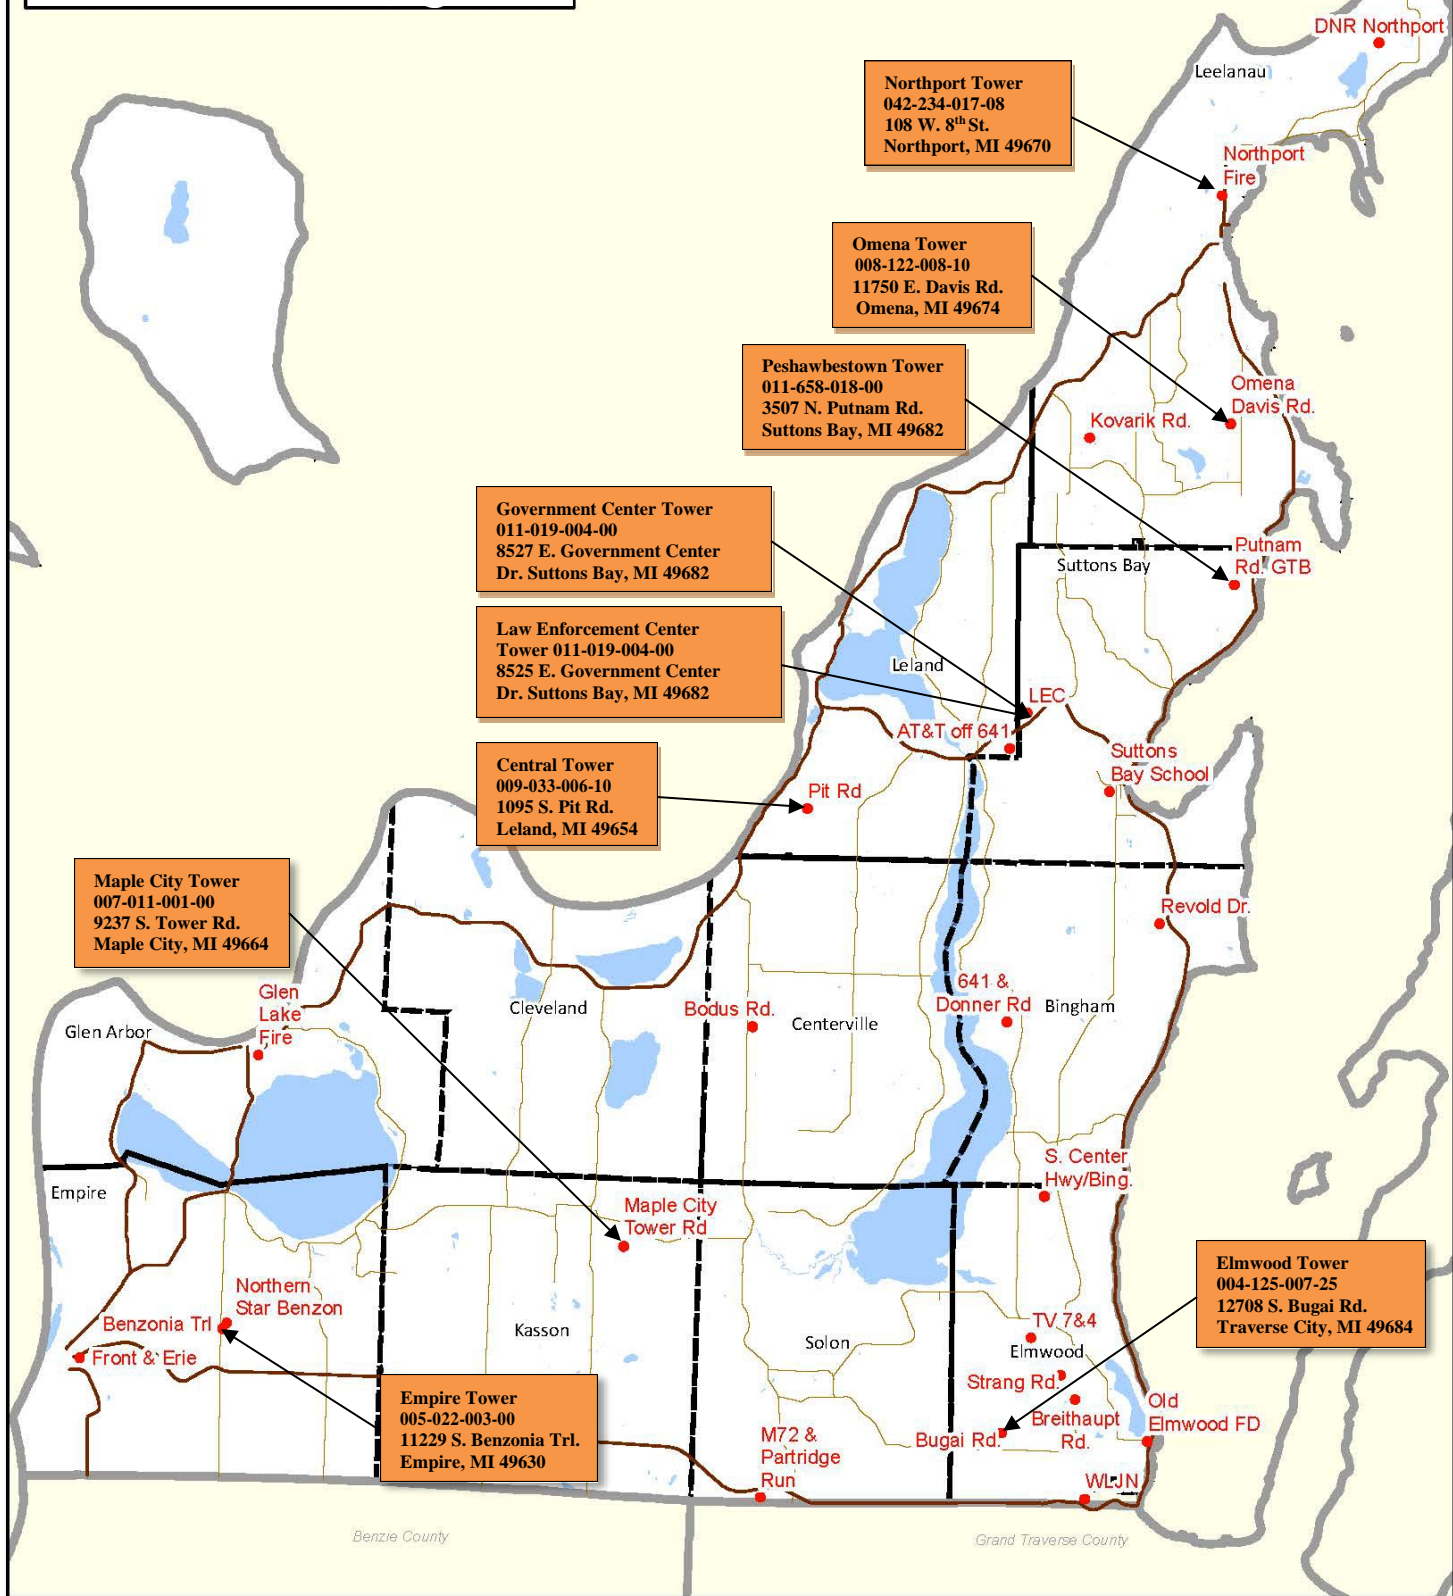 DNR Northport
Leelanau
Northport Tower
042-234-017-08
108 W. 8th St.
Northport, MI 49670
Northport
Fire
Omena Tower
008-122-008-10
11750 E. Davis Rd.
Omena, MI 49674
Peshawbestown Tower
011-658-018-00
3507 N. Putnam Rd.
Suttons Bay, MI 49682
Omena
Davis Rd.
Kovarik Rd.
Government Center Tower
011-019-004-00
8527 E. Government Center
Dr. Suttons Bay, MI 49682
Putnam
Rd. GTB
Suttons Bay
Law Enforcement Center
Tower 011-019-004-00
8525 E. Government Center
Dr. Suttons Bay, MI 49682
Leland
LEC
AT&T off 641
Suttons
Bay School
Central Tower
009-033-006-10
1095 S. Pit Rd.
Leland, MI 49654
Pit Rd
Maple City Tower
007-011-001-00
9237 S. Tower Rd.
Maple City, MI 49664
Revold Dr.
Glen
Lake
Fire
Glen Arbor
Cleveland
Bodus Rd.
Centerville
641 &
Donner Rd
Bingham
S. Center
Hwy/Bing.
Empire
Maple City
Tower Rd
Elmwood Tower
004-125-007-25
12708 S. Bugai Rd.
Traverse City, MI 49684
Northern
Star Benzon
Benzonia Trl
Front & Erie
Kasson
Solon
TV 7&4
Elmwood
Strang Rd.
Breithaupt
Rd.
Old
Elmwood FD
Bugai Rd.
Empire Tower
005-022-003-00
11229 S. Benzonia Trl.
Empire, MI 49630
M72 &
Partridge
Run
WLJN
Benzie County
Grand Traverse County